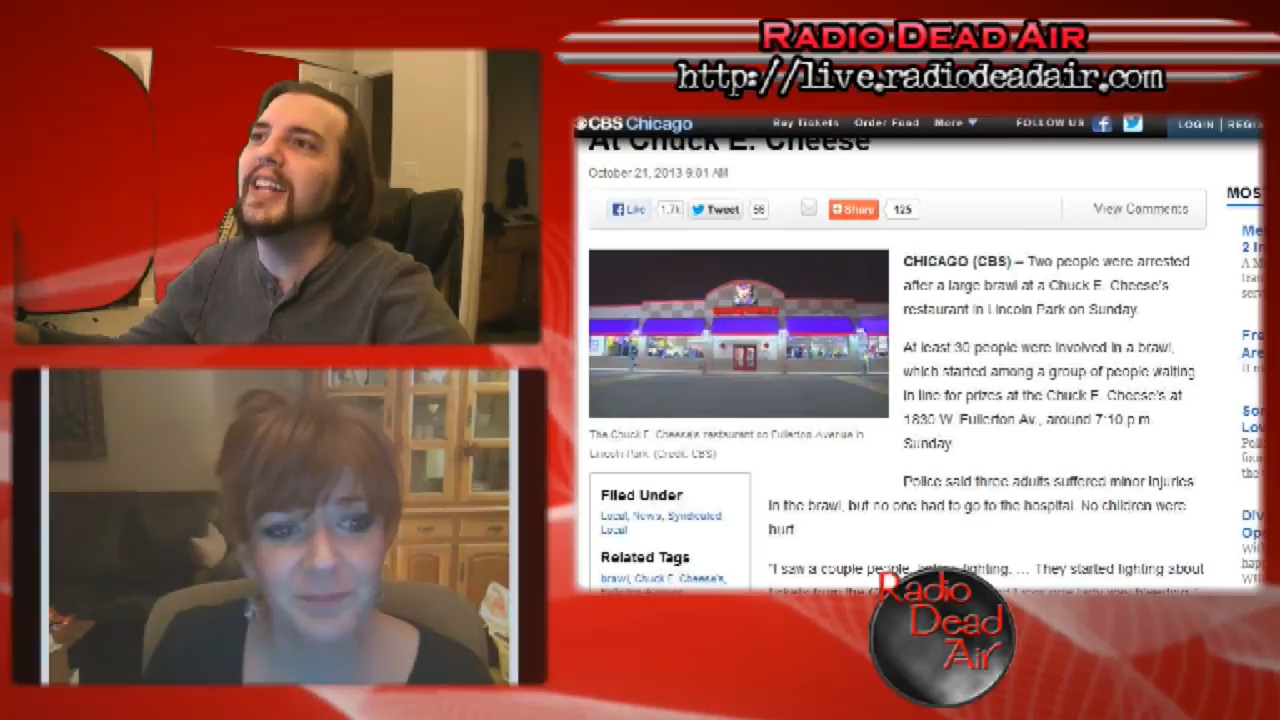 RADIO DEAD AIR
http://live.radiodeadair.com
CBS Chicago
Buy Tickets Order Food More
FOLLOW US
LOGIN | REGIS
At Chuck E. Cheese
October 21, 2013 9:01 AM
Like 1.7k Tweet 58 Share 125
View Comments
MOS
CHICAGO (CBS) – Two people were arrested
after a large brawl at a Chuck E. Cheese's
restaurant in Lincoln Park on Sunday.
At least 30 people were involved in a brawl,
which started among a group of people waiting
in line for prizes at the Chuck E. Cheese's at
1830 W. Fullerton Av., around 7:10 p.m.
Sunday.
The Chuck E. Cheese's restaurant on Fullerton Avenue in
Lincoln Park. (Credit: CBS)
Police said three adults suffered minor injuries
in the brawl, but no one had to go to the hospital. No children were
hurt.
Filed Under
Local, News, Syndicated
Local
Related Tags
brawl, Chuck E. Cheese's,
"I saw a couple people, fighting. … They started fighting about
Radio
Dead
Air